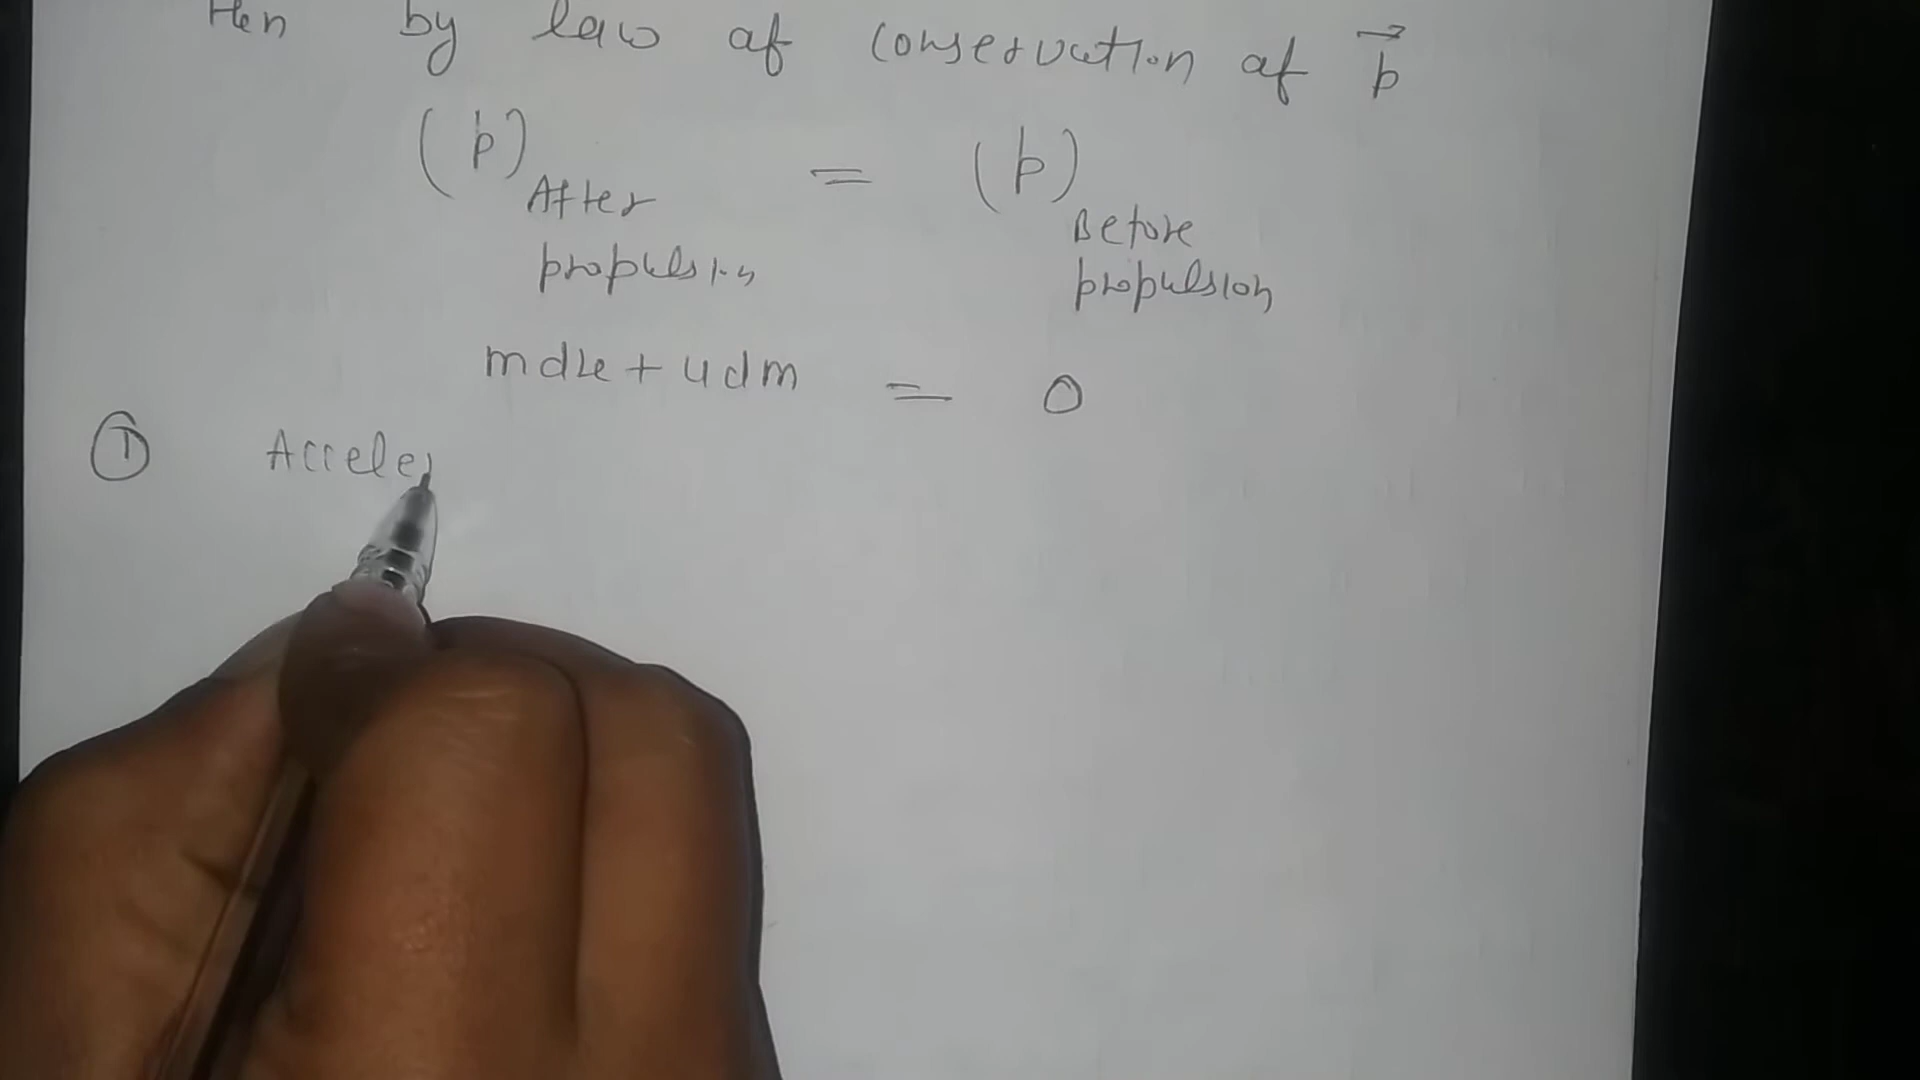 then by law of conservation of p⃗
(p) After propulsion = (p) Before propulsion
mdv + udm = 0
① Acceler